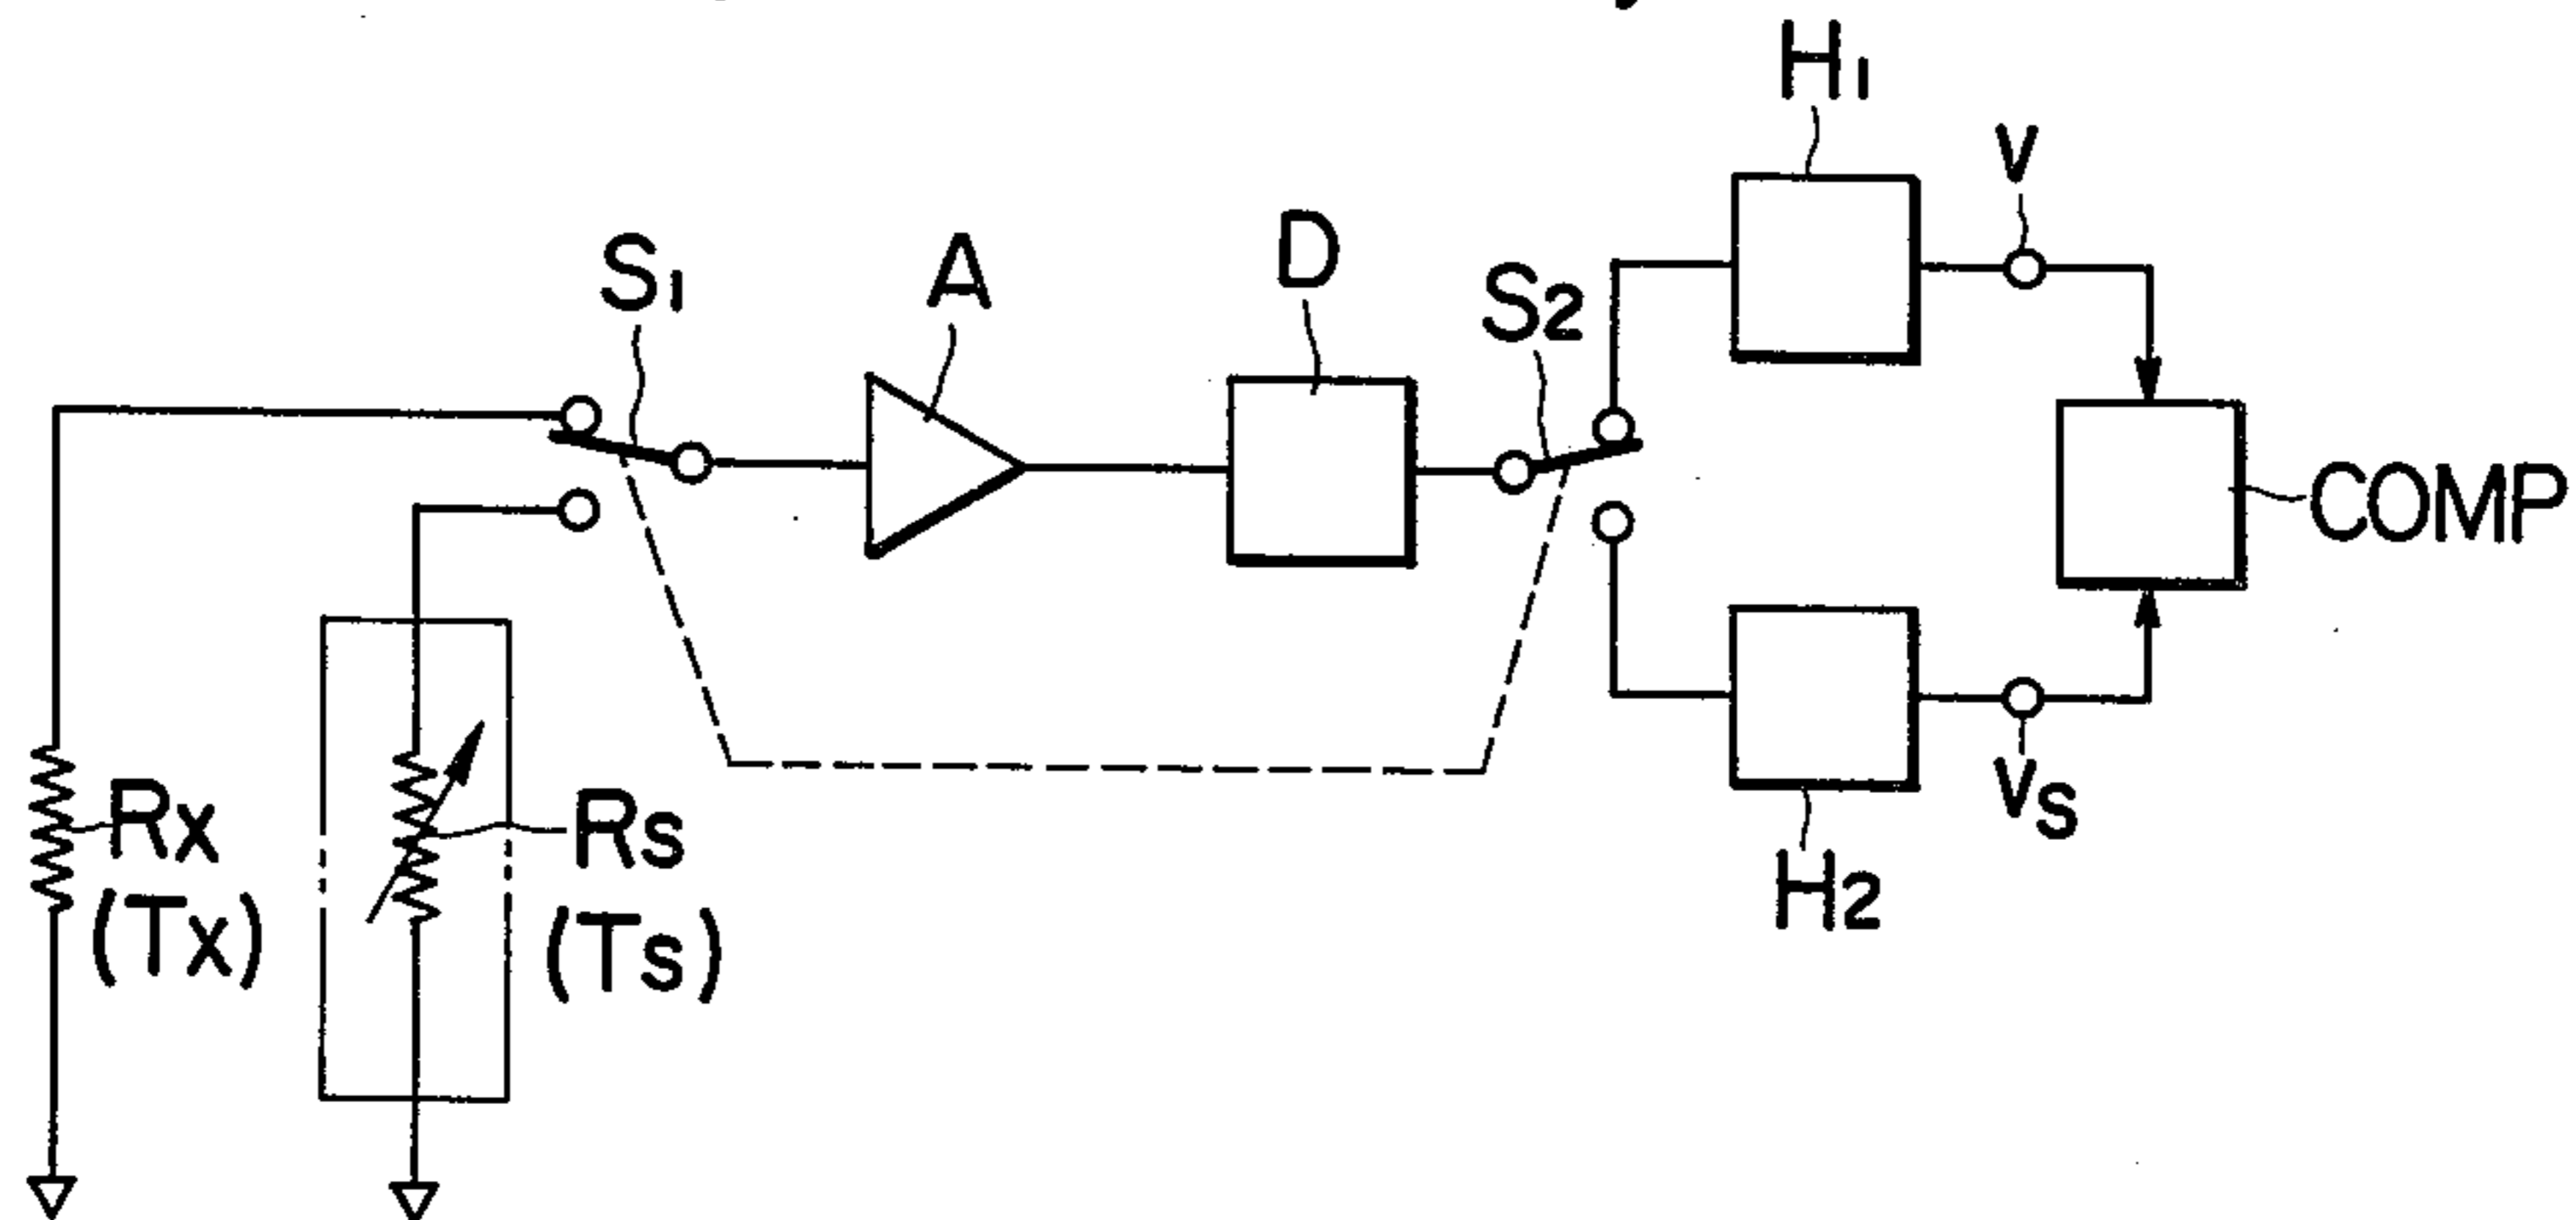 H1
V
S1
A
D
S2
COMP
Rx
(Tx)
Rs
(Ts)
Vs
H2